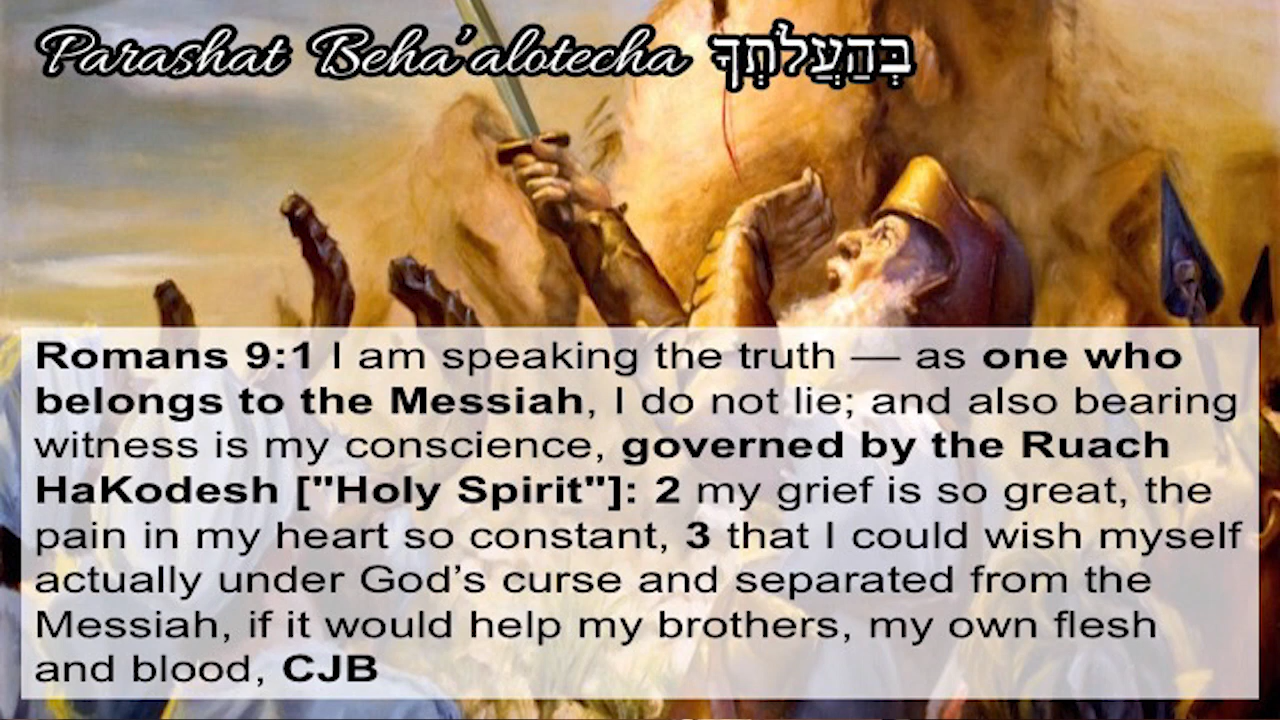 Parashat Beha'alotecha בְּהַעֲלֹתְךָ
Romans 9:1 I am speaking the truth — as one who
belongs to the Messiah, I do not lie; and also bearing
witness is my conscience, governed by the Ruach
HaKodesh ["Holy Spirit"]: 2 my grief is so great, the
pain in my heart so constant, 3 that I could wish myself
actually under God’s curse and separated from the
Messiah, if it would help my brothers, my own flesh
and blood, CJB